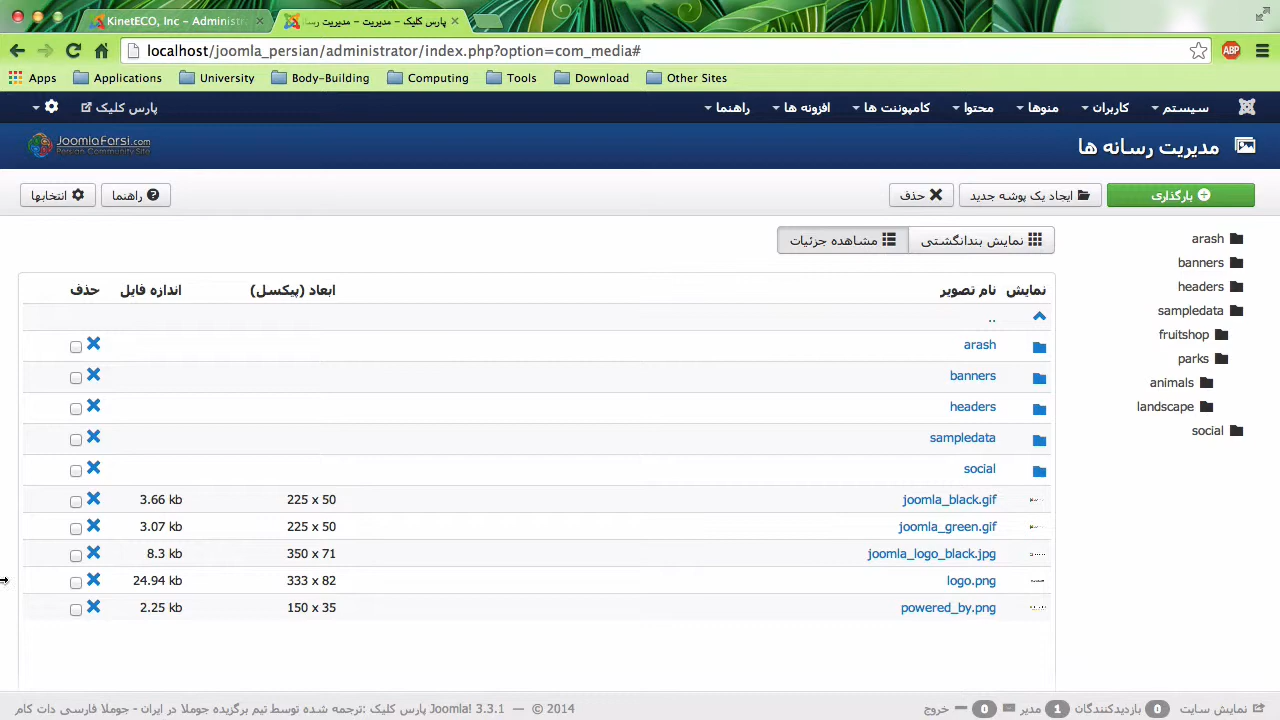 KinetECO, Inc - Administra
پارس کلیک - مدیریت - مدیریت رسا
localhost/joomla_persian/administrator/index.php?option=com_media#
ABP
Apps Applications University Body-Building Computing Tools Download Other Sites
سیستم کاربران منوها محتوا کامپوننت ها افزونه ها راهنما پارس کلیک
مدیریت رسانه ها
JoomlaFarsi.com
Persian Community Site
بارگذاری ایجاد یک پوشه جدید حذف راهنما انتخابها
نمایش بندانگشتی مشاهده جزئیات
arash
banners
headers
sampledata
fruitshop
parks
animals
landscape
social
نمایش نام تصویر ابعاد (پیکسل) اندازه فایل حذف
..
arash
banners
headers
sampledata
social
joomla_black.gif 225 x 50 3.66 kb
joomla_green.gif 225 x 50 3.07 kb
joomla_logo_black.jpg 350 x 71 8.3 kb
logo.png 333 x 82 24.94 kb
powered_by.png 150 x 35 2.25 kb
نمایش سایت 0 بازدیدکنندگان 1 مدیر 0 خروج
پارس کلیک Joomla! 3.3.1 — © 2014 :ترجمه شده توسط تیم برگزیده جوملا در ایران - جوملا فارسی دات کام